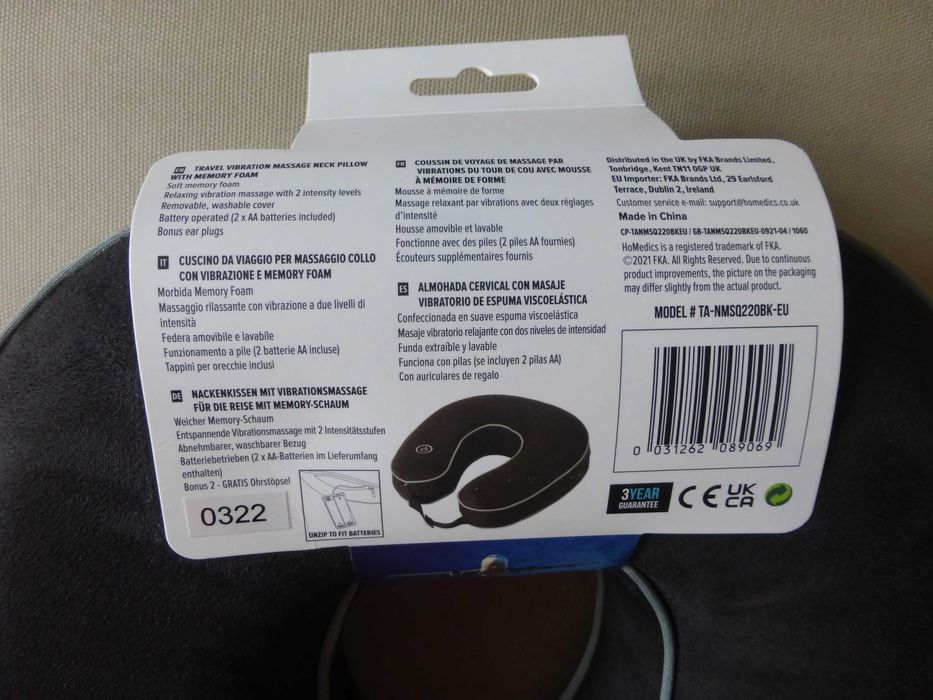 EN TRAVEL VIBRATION MASSAGE NECK PILLOW
WITH MEMORY FOAM
Soft memory foam
Relaxing vibration massage with 2 intensity levels
Removable, washable cover
Battery operated (2 x AA batteries included)
Bonus ear plugs
IT CUSCINO DA VIAGGIO PER MASSAGGIO COLLO
CON VIBRAZIONE E MEMORY FOAM
Morbida Memory Foam
Massaggio rilassante con vibrazione a due livelli di
intensità
Federa amovibile e lavabile
Funzionamento a pile (2 batterie AA incluse)
Tappini per orecchie inclusi
DE NACKENKISSEN MIT VIBRATIONSMASSAGE
FÜR DIE REISE MIT MEMORY-SCHAUM
Weicher Memory-Schaum
Entspannende Vibrationsmassage mit 2 Intensitätsstufen
Abnehmbarer, waschbarer Bezug
Batteriebetrieben (2 x AA-Batterien im Lieferumfang
enthalten)
Bonus 2 - GRATIS Ohrstöpsel
0322
UNZIP TO FIT BATTERIES
FR COUSSIN DE VOYAGE DE MASSAGE PAR
VIBRATIONS DU TOUR DE COU AVEC MOUSSE
À MÉMOIRE DE FORME
Mousse à mémoire de forme
Massage relaxant par vibrations avec deux réglages
d'intensité
Housse amovible et lavable
Fonctionne avec des piles (2 piles AA fournies)
Écouteurs supplémentaires fournis
ES ALMOHADA CERVICAL CON MASAJE
VIBRATORIO DE ESPUMA VISCOELÁSTICA
Confeccionada en suave espuma viscoelástica
Masaje vibratorio relajante con dos niveles de intensidad
Funda extraíble y lavable
Funciona con pilas (se incluyen 2 pilas AA)
Con auriculares de regalo
Distributed in the UK by FKA Brands Limited,
Tonbridge, Kent TN11 0GP UK
EU Importer: FKA Brands Ltd, 29 Earlsford
Terrace, Dublin 2, Ireland
Customer service e-mail: support@homedics.co.uk
Made in China
CP-TANMSQ220BKEU / GB-TANMSQ220BKEU-0921-04 / 1060
HoMedics is a registered trademark of FKA.
©2021 FKA. All Rights Reserved. Due to continuous
product improvements, the picture on the packaging
may differ slightly from the actual product.
MODEL # TA-NMSQ220BK-EU
0 031262 089069
3 YEAR
GUARANTEE
CE
UK
CA